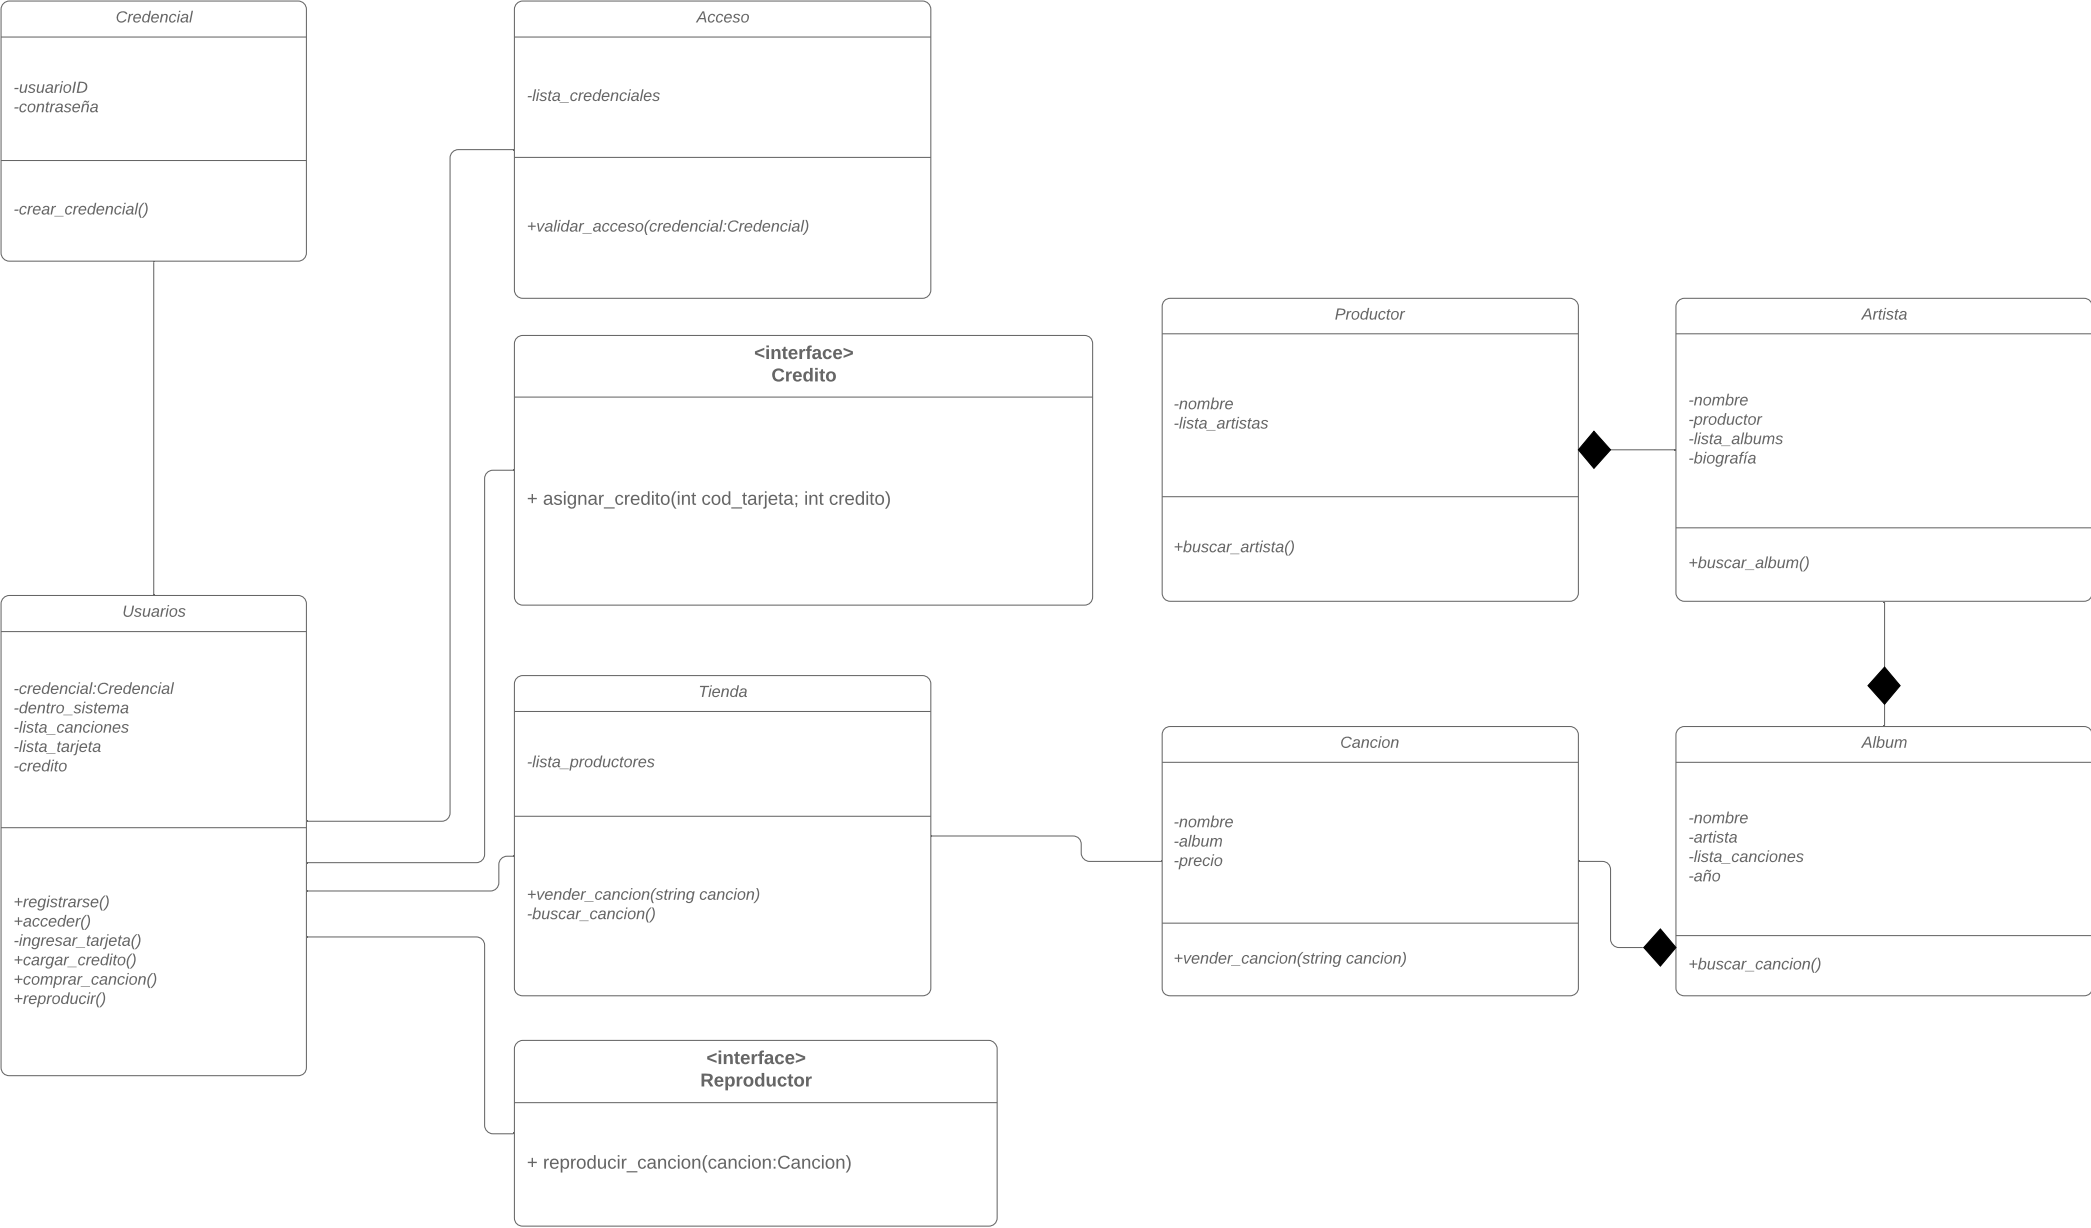 Credencial
-usuarioID
-contraseña
-crear_credencial()
Acceso
-lista_credenciales
+validar_acceso(credencial:Credencial)
<interface>
Credito
+ asignar_credito(int cod_tarjeta; int credito)
Productor
-nombre
-lista_artistas
+buscar_artista()
Artista
-nombre
-productor
-lista_albums
-biografía
+buscar_album()
Usuarios
-credencial:Credencial
-dentro_sistema
-lista_canciones
-lista_tarjeta
-credito
+registrarse()
+acceder()
-ingresar_tarjeta()
+cargar_credito()
+comprar_cancion()
+reproducir()
Tienda
-lista_productores
+vender_cancion(string cancion)
-buscar_cancion()
Cancion
-nombre
-album
-precio
+vender_cancion(string cancion)
Album
-nombre
-artista
-lista_canciones
-año
+buscar_cancion()
<interface>
Reproductor
+ reproducir_cancion(cancion:Cancion)